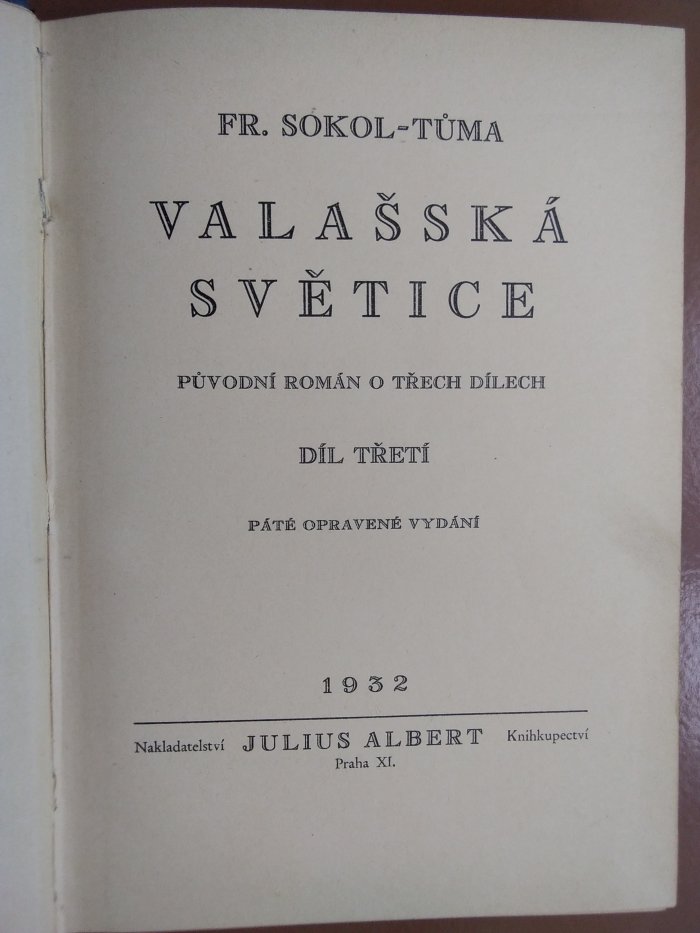 FR. SOKOL-TŮMA
VALAŠSKÁ
SVĚTICE
PŮVODNÍ ROMÁN O TŘECH DÍLECH
DÍL TŘETÍ
PÁTÉ OPRAVENÉ VYDÁNÍ
1932
Nakladatelství JULIUS ALBERT Knihkupectví
Praha XI.